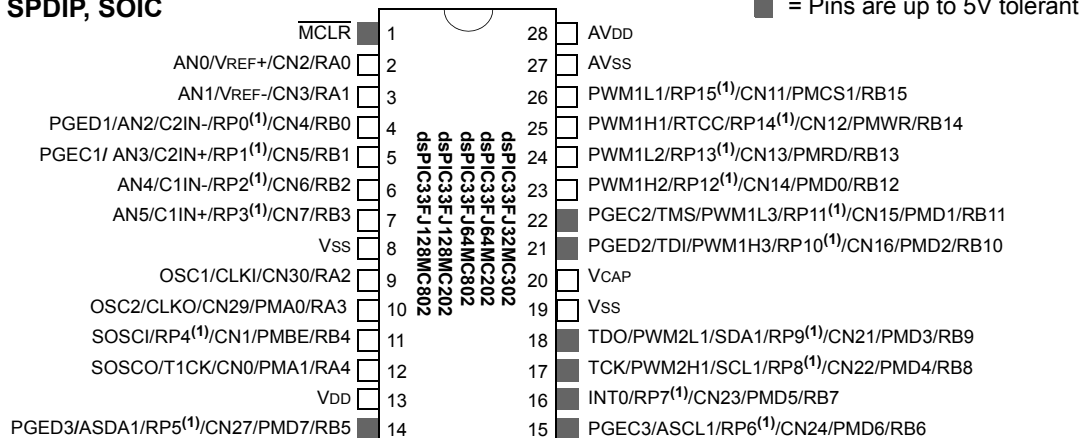 SPDIP, SOIC
= Pins are up to 5V tolerant
MCLR 1 28 AVDD
AN0/VREF+/CN2/RA0 2 27 AVSS
AN1/VREF-/CN3/RA1 3 26 PWM1L1/RP15(1)/CN11/PMCS1/RB15
PGED1/AN2/C2IN-/RP0(1)/CN4/RB0 4 25 PWM1H1/RTCC/RP14(1)/CN12/PMWR/RB14
PGEC1/ AN3/C2IN+/RP1(1)/CN5/RB1 5 24 PWM1L2/RP13(1)/CN13/PMRD/RB13
AN4/C1IN-/RP2(1)/CN6/RB2 6 23 PWM1H2/RP12(1)/CN14/PMD0/RB12
AN5/C1IN+/RP3(1)/CN7/RB3 7 22 PGEC2/TMS/PWM1L3/RP11(1)/CN15/PMD1/RB11
VSS 8 21 PGED2/TDI/PWM1H3/RP10(1)/CN16/PMD2/RB10
OSC1/CLKI/CN30/RA2 9 20 VCAP
OSC2/CLKO/CN29/PMA0/RA3 10 19 VSS
SOSCI/RP4(1)/CN1/PMBE/RB4 11 18 TDO/PWM2L1/SDA1/RP9(1)/CN21/PMD3/RB9
SOSCO/T1CK/CN0/PMA1/RA4 12 17 TCK/PWM2H1/SCL1/RP8(1)/CN22/PMD4/RB8
VDD 13 16 INT0/RP7(1)/CN23/PMD5/RB7
PGED3/ASDA1/RP5(1)/CN27/PMD7/RB5 14 15 PGEC3/ASCL1/RP6(1)/CN24/PMD6/RB6
dsPIC33FJ32MC302
dsPIC33FJ64MC202
dsPIC33FJ64MC802
dsPIC33FJ128MC202
dsPIC33FJ128MC802